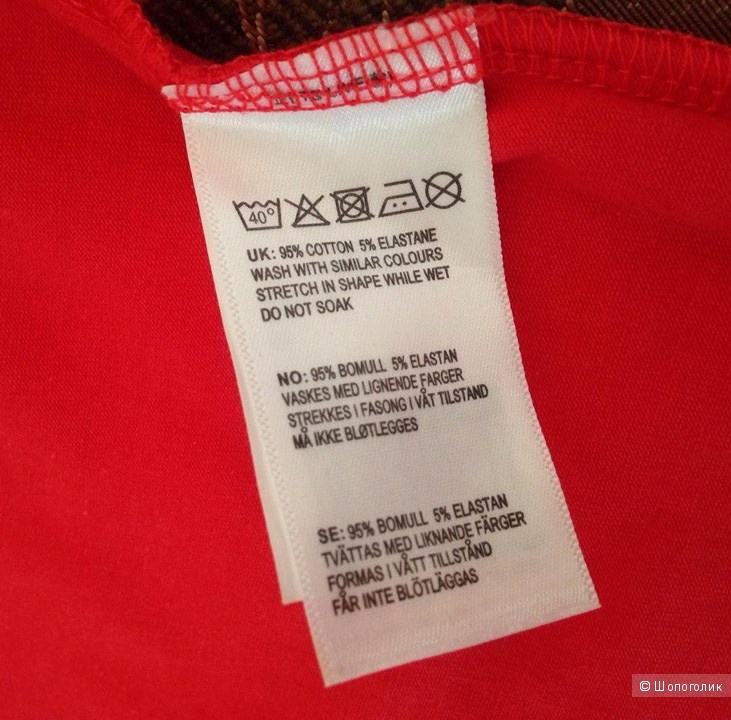 40°
UK: 95% COTTON 5% ELASTANE
WASH WITH SIMILAR COLOURS
STRETCH IN SHAPE WHILE WET
DO NOT SOAK
NO: 95% BOMULL 5% ELASTAN
VASKES MED LIGNENDE FARGER
STREKKES I FASONG I VÅT TILSTAND
MÅ IKKE BLØTLEGGES
SE: 95% BOMULL 5% ELASTAN
TVÄTTAS MED LIKNANDE FÄRGER
FORMAS I VÅTT TILLSTÅND
FÅR INTE BLÖTLÄGGAS
© Шопоголик